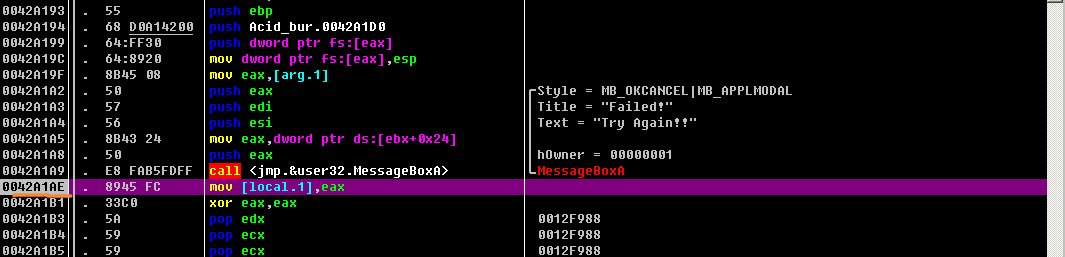 0042A193 . 55 push ebp
0042A194 . 68 D0A14200 push Acid_bur.0042A1D0
0042A199 . 64:FF30 push dword ptr fs:[eax]
0042A19C . 64:8920 mov dword ptr fs:[eax],esp
0042A19F . 8B45 08 mov eax,[arg.1]
0042A1A2 . 50 push eax Style = MB_OKCANCEL|MB_APPLMODAL
0042A1A3 . 57 push edi Title = "Failed!"
0042A1A4 . 56 push esi Text = "Try Again!!"
0042A1A5 . 8B43 24 mov eax,dword ptr ds:[ebx+0x24]
0042A1A8 . 50 push eax hOwner = 00000001
0042A1A9 . E8 FAB5FDFF call <jmp.&user32.MessageBoxA> MessageBoxA
0042A1AE . 8945 FC mov [local.1],eax
0042A1B1 . 33C0 xor eax,eax
0042A1B3 . 5A pop edx 0012F988
0042A1B4 . 59 pop ecx 0012F988
0042A1B5 . 59 pop ecx 0012F988